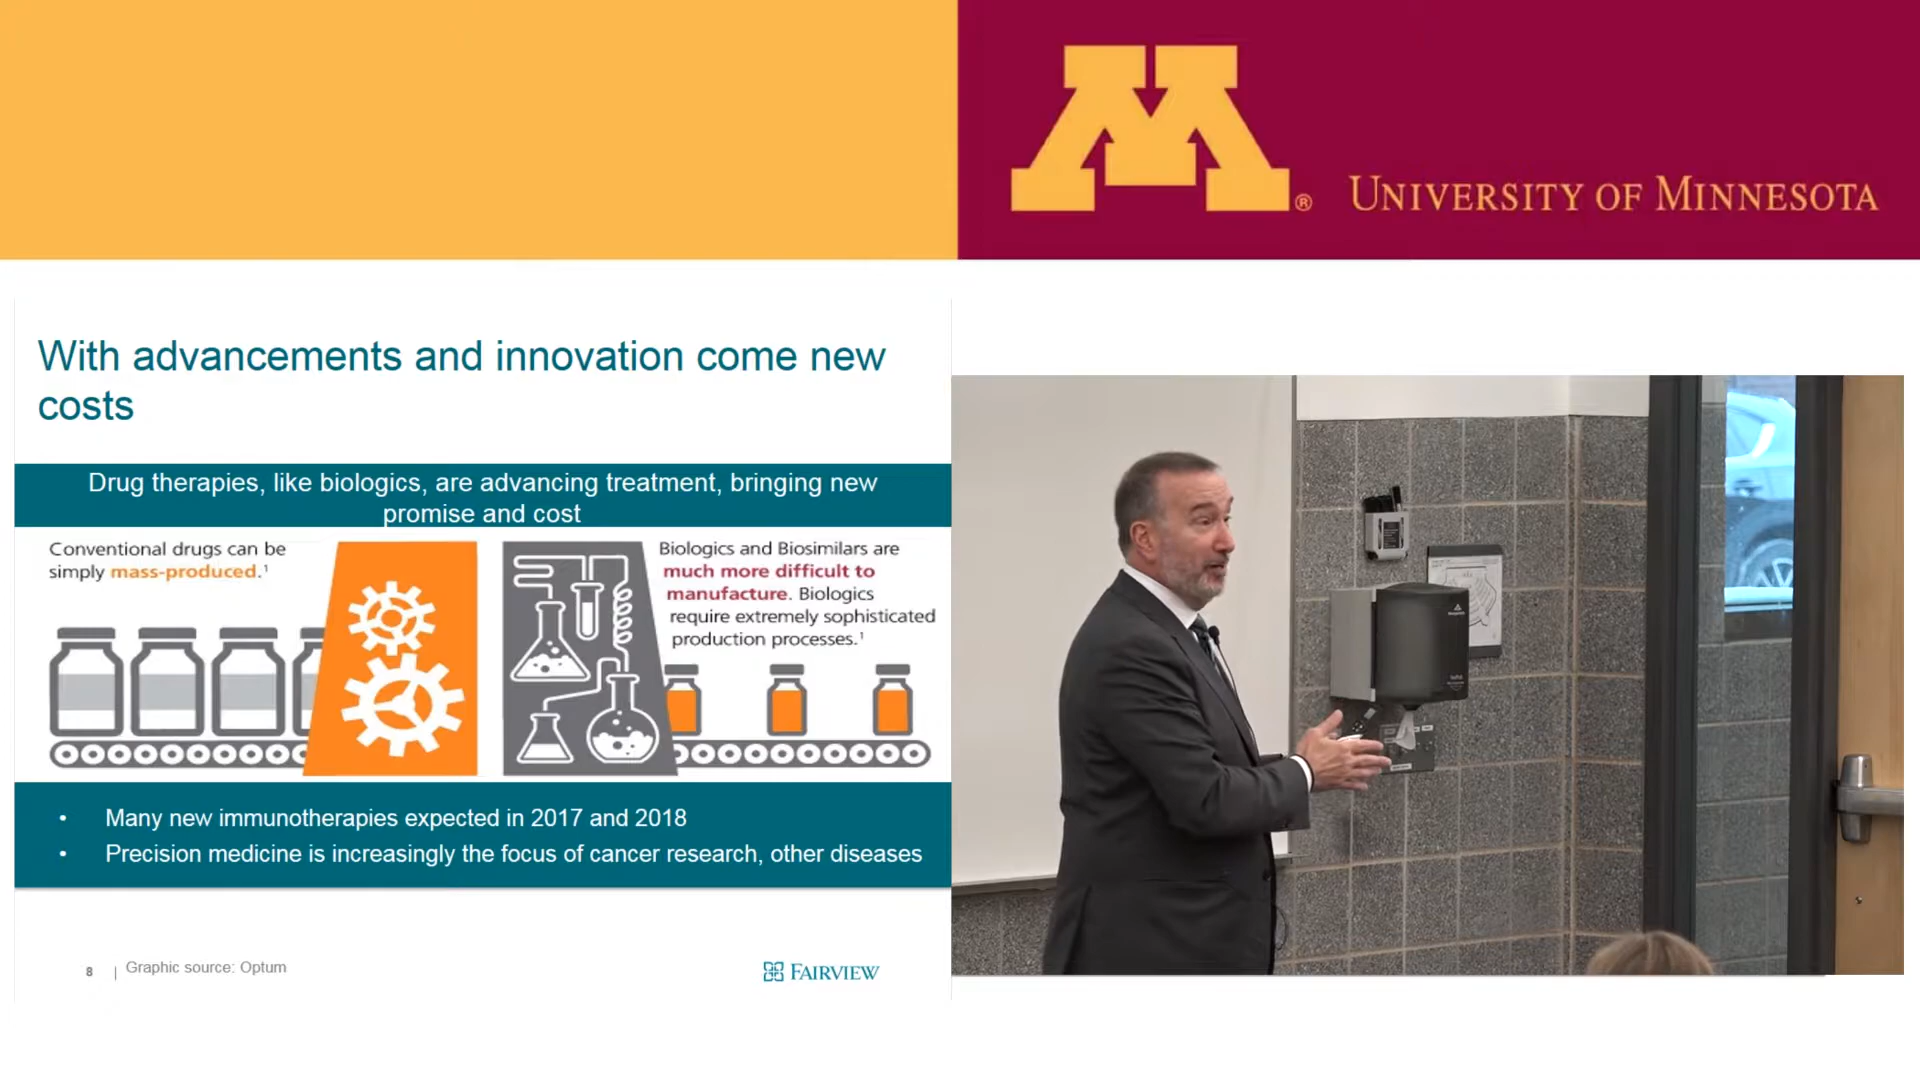 M® UNIVERSITY OF MINNESOTA
With advancements and innovation come new
costs
Drug therapies, like biologics, are advancing treatment, bringing new
promise and cost
Conventional drugs can be
simply mass-produced.¹
Biologics and Biosimilars are
much more difficult to
manufacture. Biologics
require extremely sophisticated
production processes.¹
• Many new immunotherapies expected in 2017 and 2018
• Precision medicine is increasingly the focus of cancer research, other diseases
8 | Graphic source: Optum
FAIRVIEW